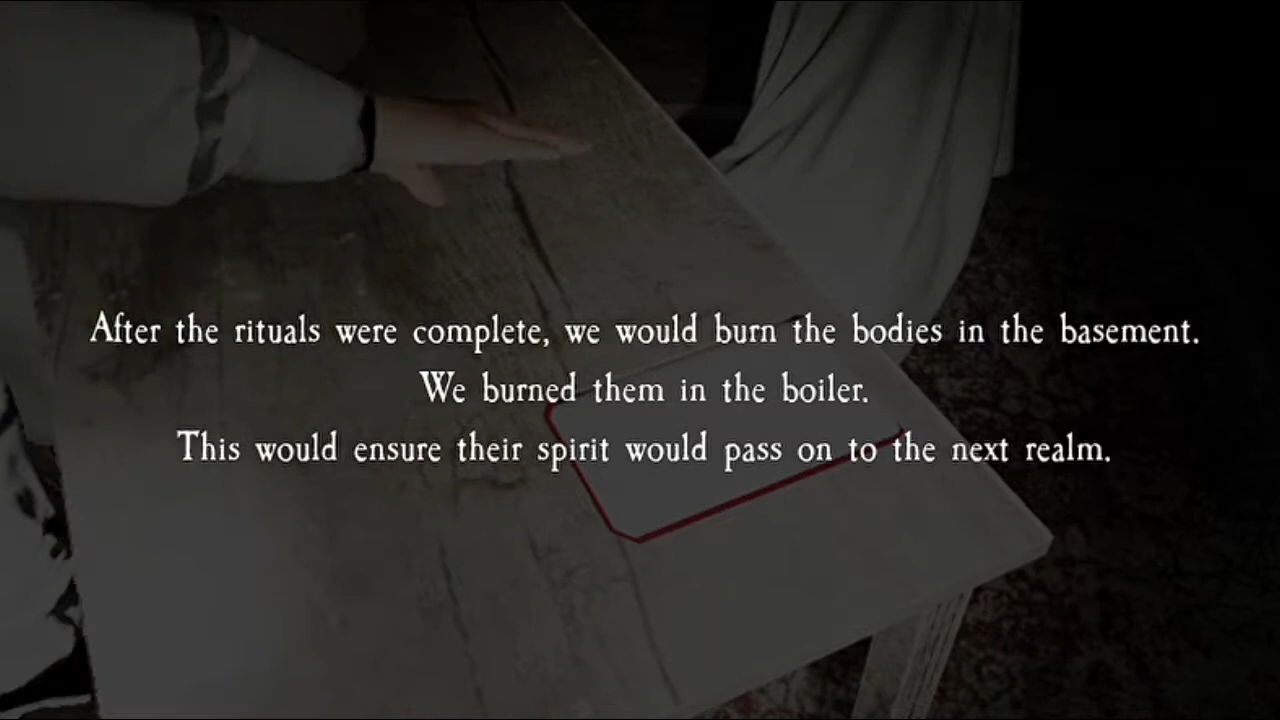 After the rituals were complete, we would burn the bodies in the basement.
We burned them in the boiler.
This would ensure their spirit would pass on to the next realm.